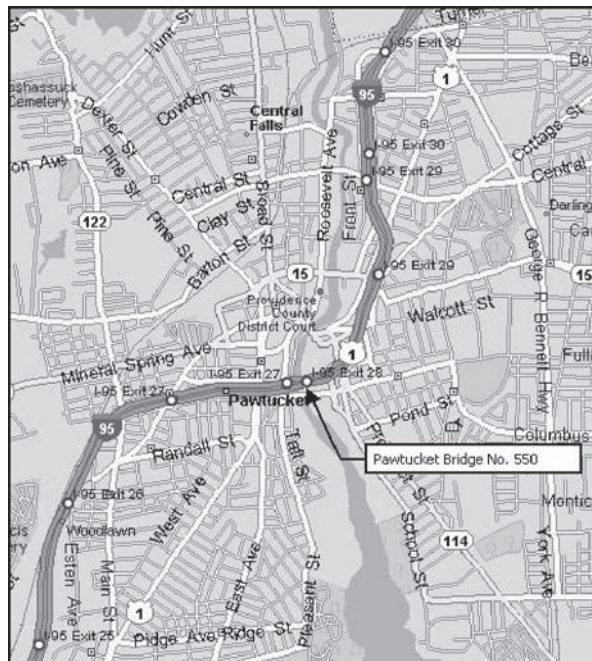 I-95 Exit 30
Turner
Hunt St
1
95
Be
oshassuck
Cemetery
Cowden St
Dexter St
Central
Falls
Roosevelt Ave
Cottage St
on Ave
Pine St
I-95 Exit 30
Central
Central St
Broad St
Front St
I-95 Exit 29
Clay St
Darling
122
Pine St
Barton St
15
I-95 Exit 29
15
Providence
County
District Court
Walcott St
George R Bennett Hwy
Mineral Spring Ave
1
Full
I-95 Exit 27
I-95 Exit 28
I-95 Exit 27
Pawtucket
Pond St
95
Columbus
Randall St
Taft St
Pawtucket Bridge No. 550
I-95 Exit 26
West Ave
School St
Montic
Woodlawn
114
Esten Ave
Main St
East Ave
Pleasant St
York Ave
1
I-95 Exit 25
Pidge Ave
Ridge St